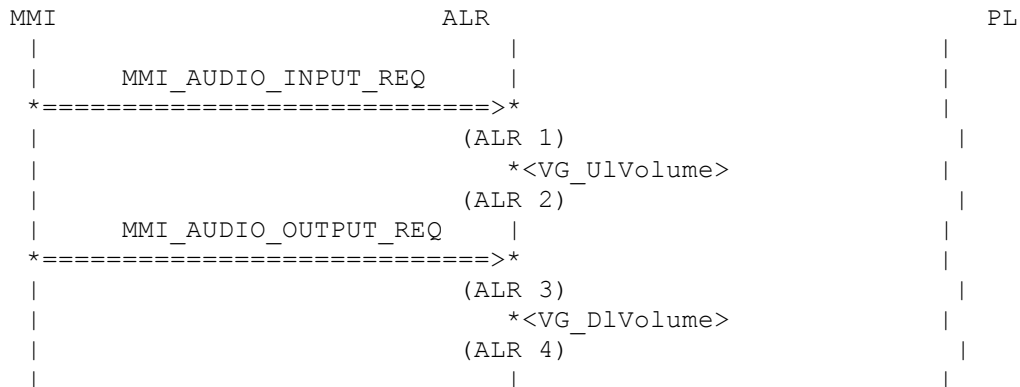 MMI ALR PL
| | |
| MMI_AUDIO_INPUT_REQ | |
*============================>* |
| (ALR 1) |
| *<VG_UlVolume> |
| (ALR 2) |
| MMI_AUDIO_OUTPUT_REQ | |
*============================>* |
| (ALR 3) |
| *<VG_DlVolume> |
| (ALR 4) |
| | |